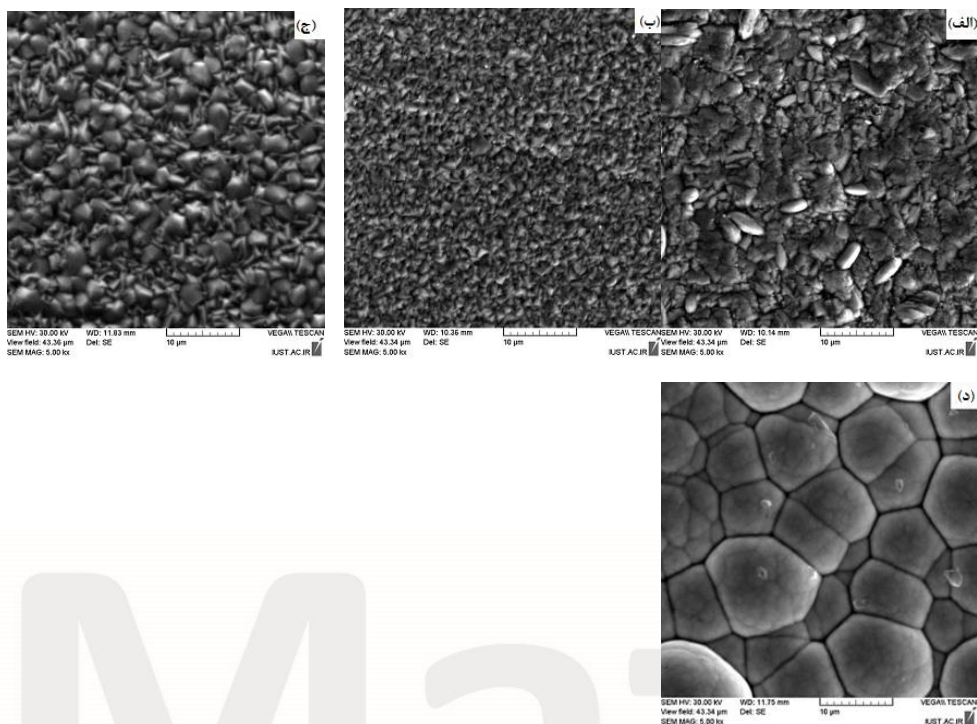 (الف)
SEM HV: 30.00 kV WD: 10.14 mm VEGA\\ TESCAN
View field: 43.34 µm Det: SE 10 µm
SEM MAG: 5.00 kx IUST.AC.IR
(ب)
SEM HV: 30.00 kV WD: 10.36 mm VEGA\\ TESCAN
View field: 43.34 µm Det: SE 10 µm
SEM MAG: 5.00 kx IUST.AC.IR
(ج)
SEM HV: 30.00 kV WD: 11.83 mm VEGA\\ TESCAN
View field: 43.36 µm Det: SE 10 µm
SEM MAG: 5.00 kx IUST.AC.IR
(د)
SEM HV: 30.00 kV WD: 11.75 mm VEGA\\ TESCAN
View field: 43.34 µm Det: SE 10 µm
SEM MAG: 5.00 kx IUST.AC.IR
Mat